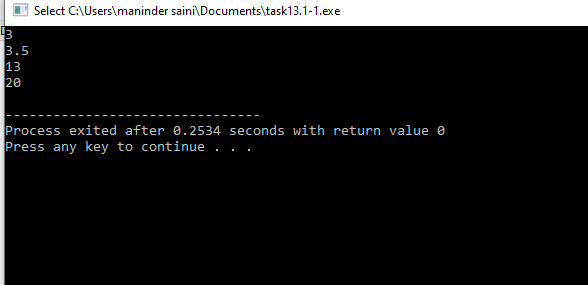 Select C:\Users\maninder saini\Documents\task13.1-1.exe
3
3.5
13
20
--------------------------------
Process exited after 0.2534 seconds with return value 0
Press any key to continue . . .